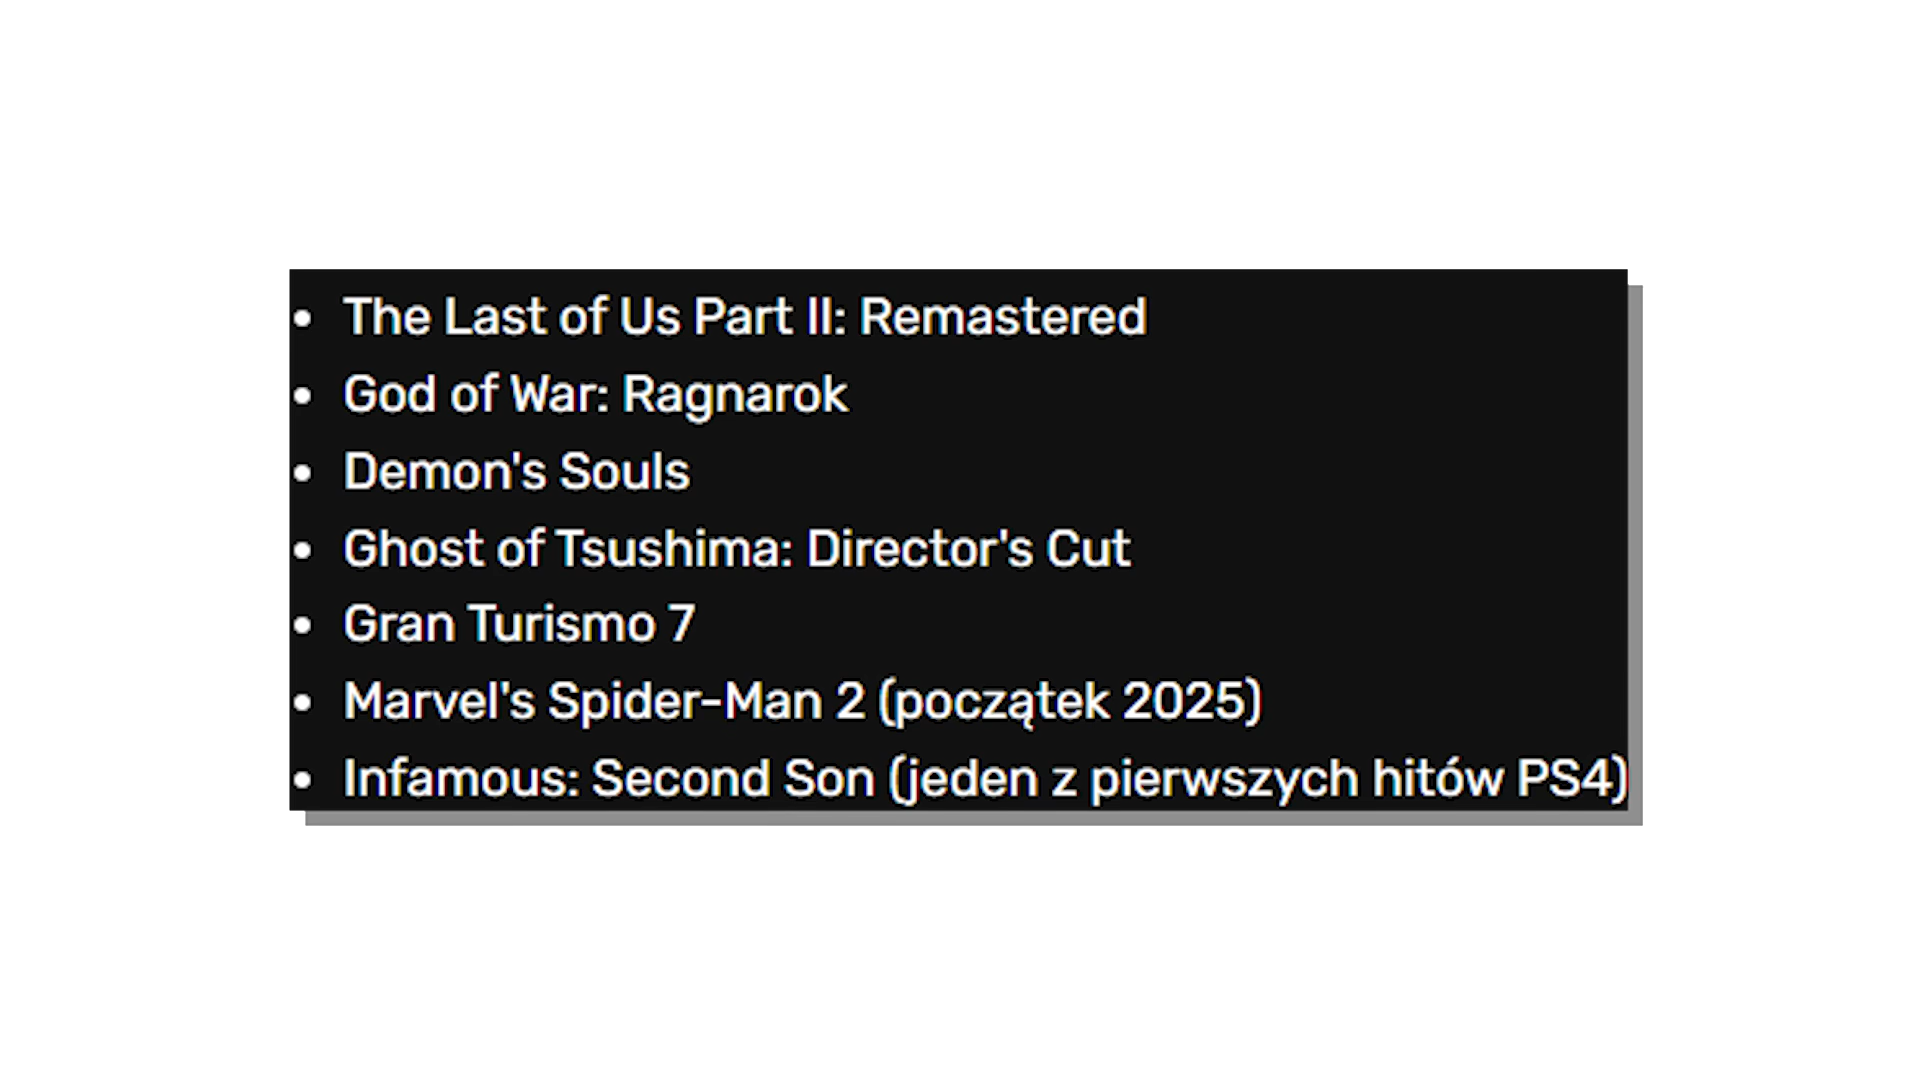 • The Last of Us Part II: Remastered
• God of War: Ragnarok
• Demon's Souls
• Ghost of Tsushima: Director's Cut
• Gran Turismo 7
• Marvel's Spider-Man 2 (początek 2025)
• Infamous: Second Son (jeden z pierwszych hitów PS4)